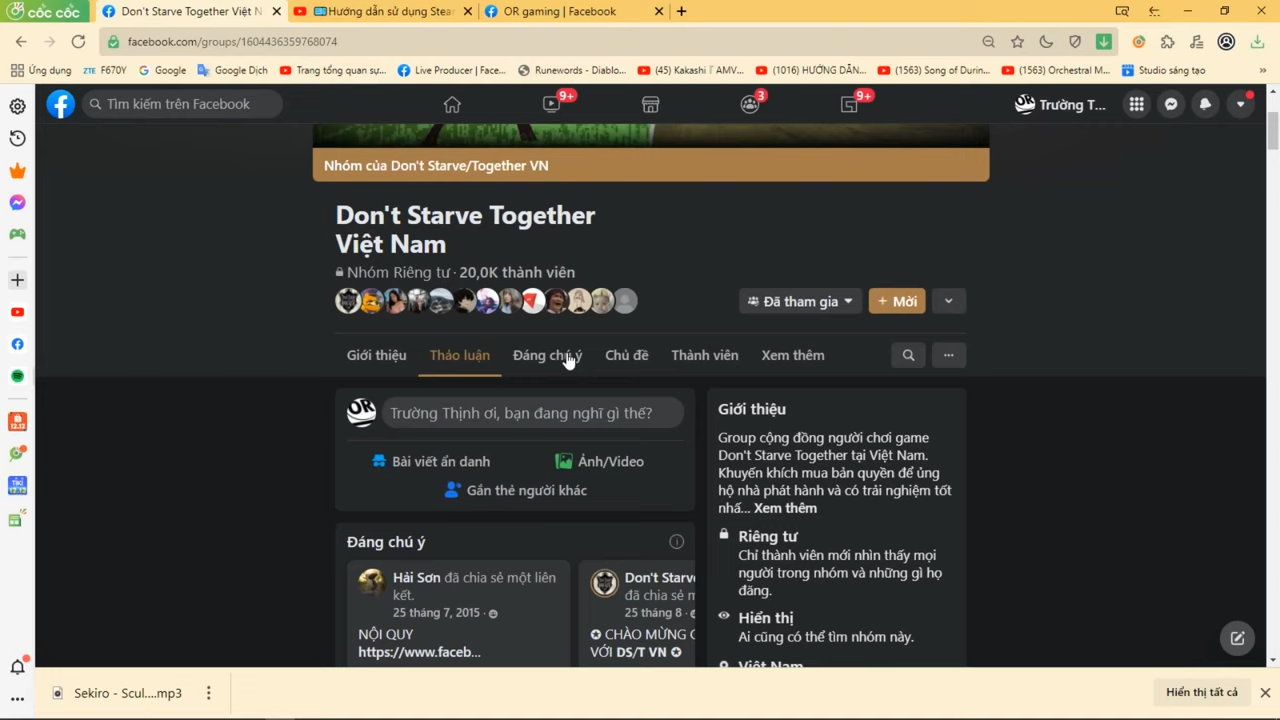 cốc cốc
Don't Starve Together Việt N
Hướng dẫn sử dụng Stea
OR gaming | Facebook
facebook.com/groups/1604436359768074
Ứng dụng
ZTE F670Y
Google
Google Dịch
Trang tổng quan sự...
Live Producer | Face...
Runewords - Diablo...
(45) Kakashi『 AMV...
(1016) HƯỚNG DẪN...
(1563) Song of Durin...
(1563) Orchestral M...
Studio sáng tạo
Tìm kiếm trên Facebook
9+
3
9+
Trường T...
Nhóm của Don't Starve/Together VN
Don't Starve Together
Việt Nam
Nhóm Riêng tư · 20,0K thành viên
Đã tham gia
+ Mời
Giới thiệu
Thảo luận
Đáng chú ý
Chủ đề
Thành viên
Xem thêm
OR
Trường Thịnh ơi, bạn đang nghĩ gì thế?
Bài viết ẩn danh
Ảnh/Video
Gắn thẻ người khác
Đáng chú ý
Hải Sơn đã chia sẻ một liên
kết.
25 tháng 7, 2015 ·
NỘI QUY
https://www.faceb...
Don't Starve
đã chia sẻ m
25 tháng 8 ·
✪ CHÀO MỪNG C
VỚI DS/T VN ✪
Giới thiệu
Group cộng đồng người chơi game
Don't Starve Together tại Việt Nam.
Khuyến khích mua bản quyền để ủng
hộ nhà phát hành và có trải nghiệm tốt
nhấ... Xem thêm
Riêng tư
Chỉ thành viên mới nhìn thấy mọi
người trong nhóm và những gì họ
đăng.
Hiển thị
Ai cũng có thể tìm nhóm này.
Việt Nam
Sekiro - Scul....mp3
Hiển thị tất cả